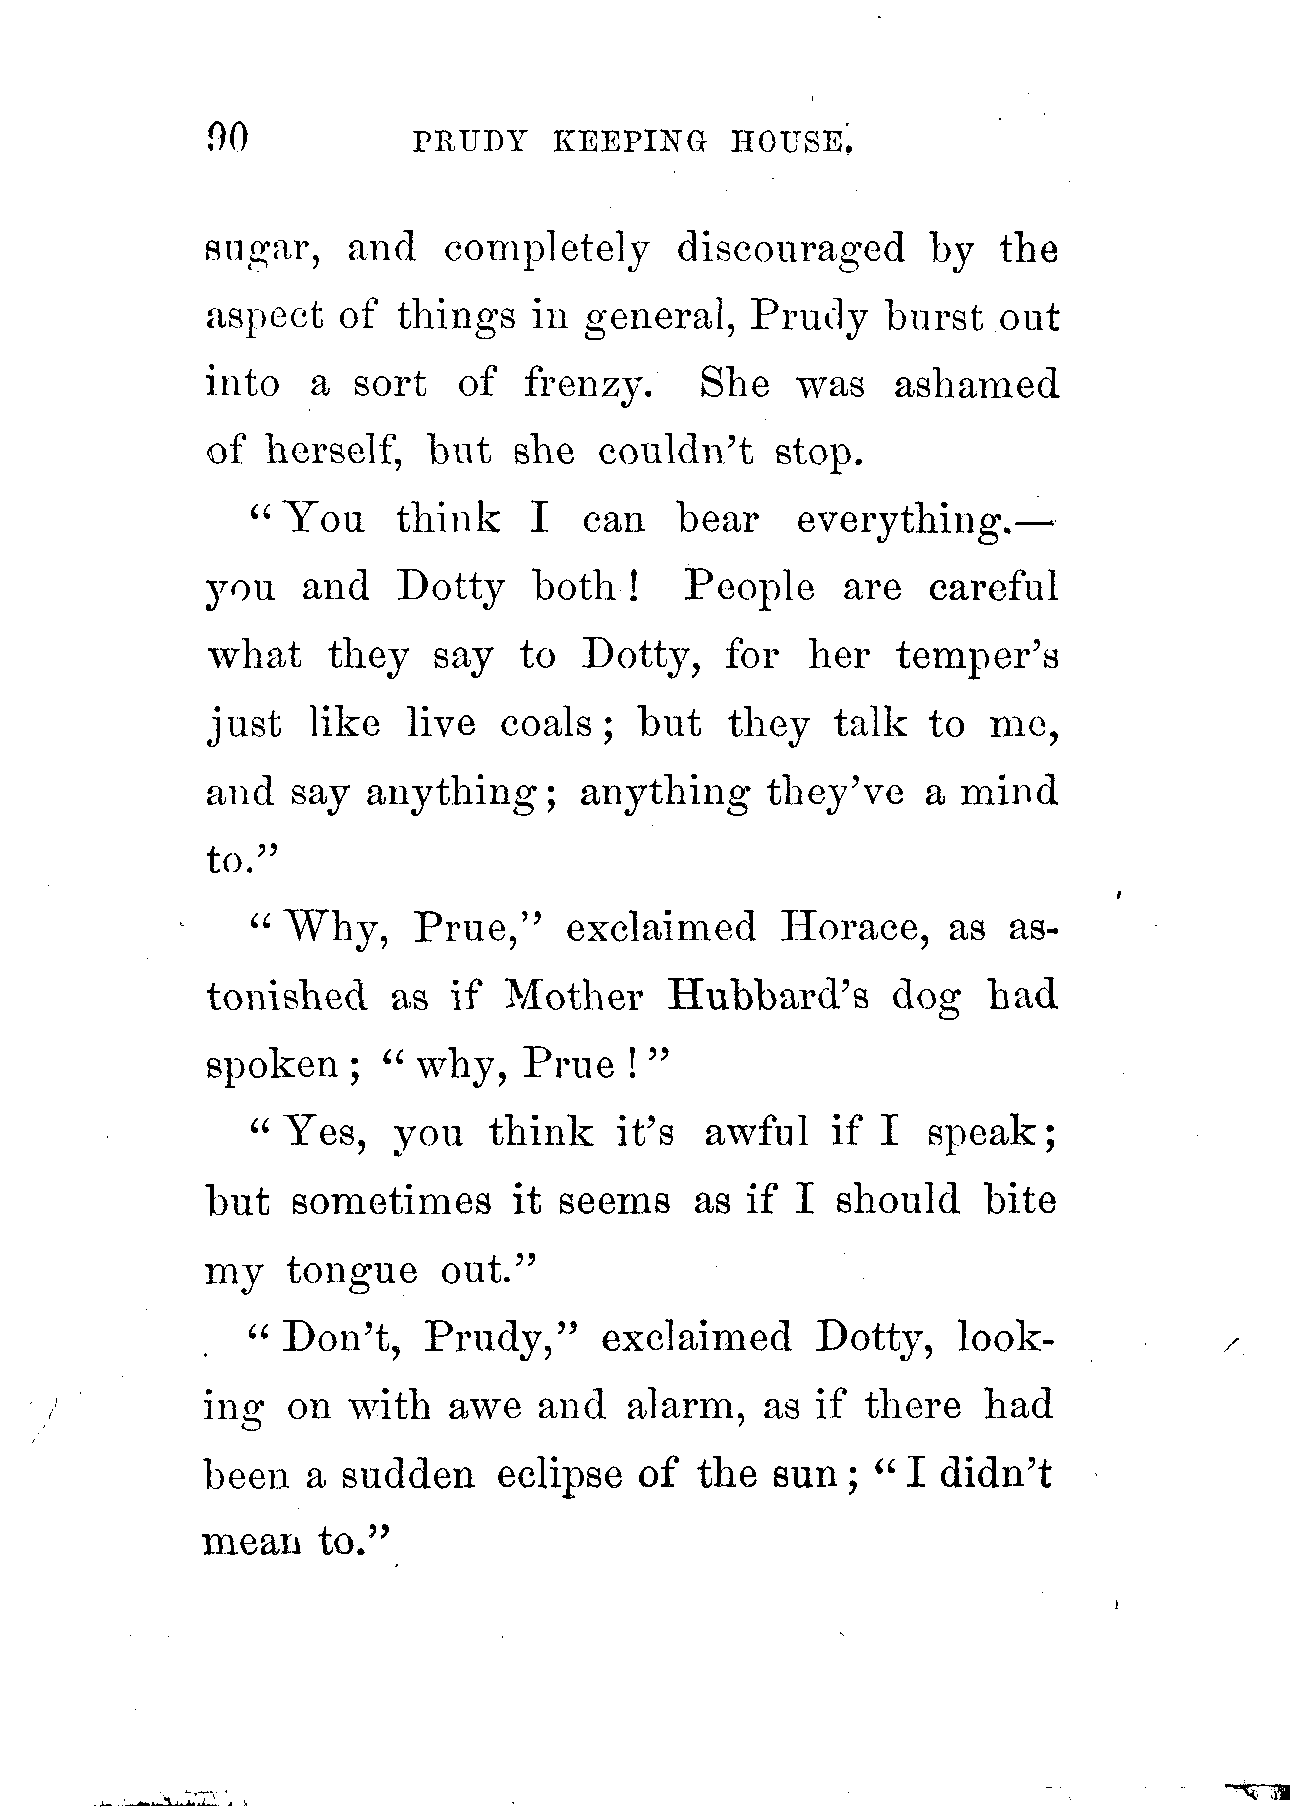 90 PRUDY KEEPING HOUSE.
sugar, and completely discouraged by the
aspect of things in general, Prudy burst out
into a sort of frenzy. She was ashamed
of herself, but she couldn't stop.
“You think I can bear everything.—
you and Dotty both! People are careful
what they say to Dotty, for her temper's
just like live coals; but they talk to me,
and say anything; anything they've a mind
to.”
“Why, Prue,” exclaimed Horace, as as-
tonished as if Mother Hubbard's dog had
spoken; “why, Prue!”
“Yes, you think it's awful if I speak;
but sometimes it seems as if I should bite
my tongue out.”
“Don't, Prudy,” exclaimed Dotty, look-
ing on with awe and alarm, as if there had
been a sudden eclipse of the sun; “I didn't
mean to.”